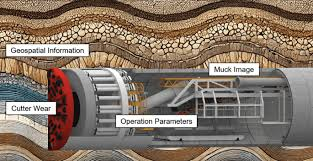 Geospatial Information
Muck Image
Cutter Wear
Operation Parameters